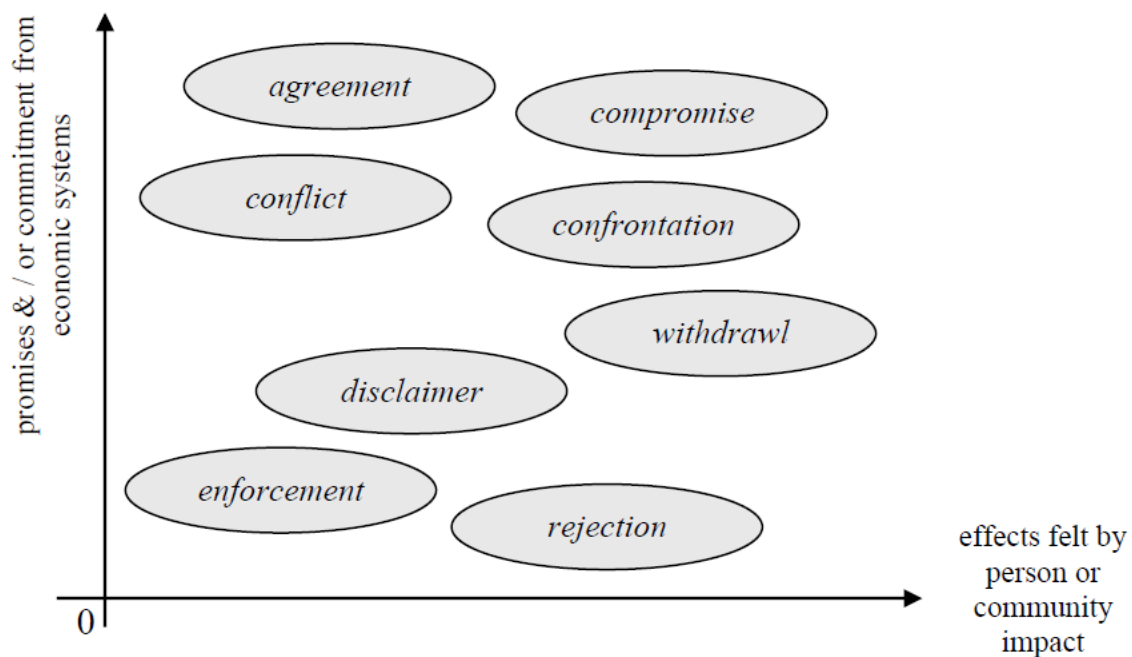 promises & / or commitment from
economic systems
agreement
compromise
conflict
confrontation
withdrawl
disclaimer
enforcement
rejection
0
effects felt by
person or
community
impact